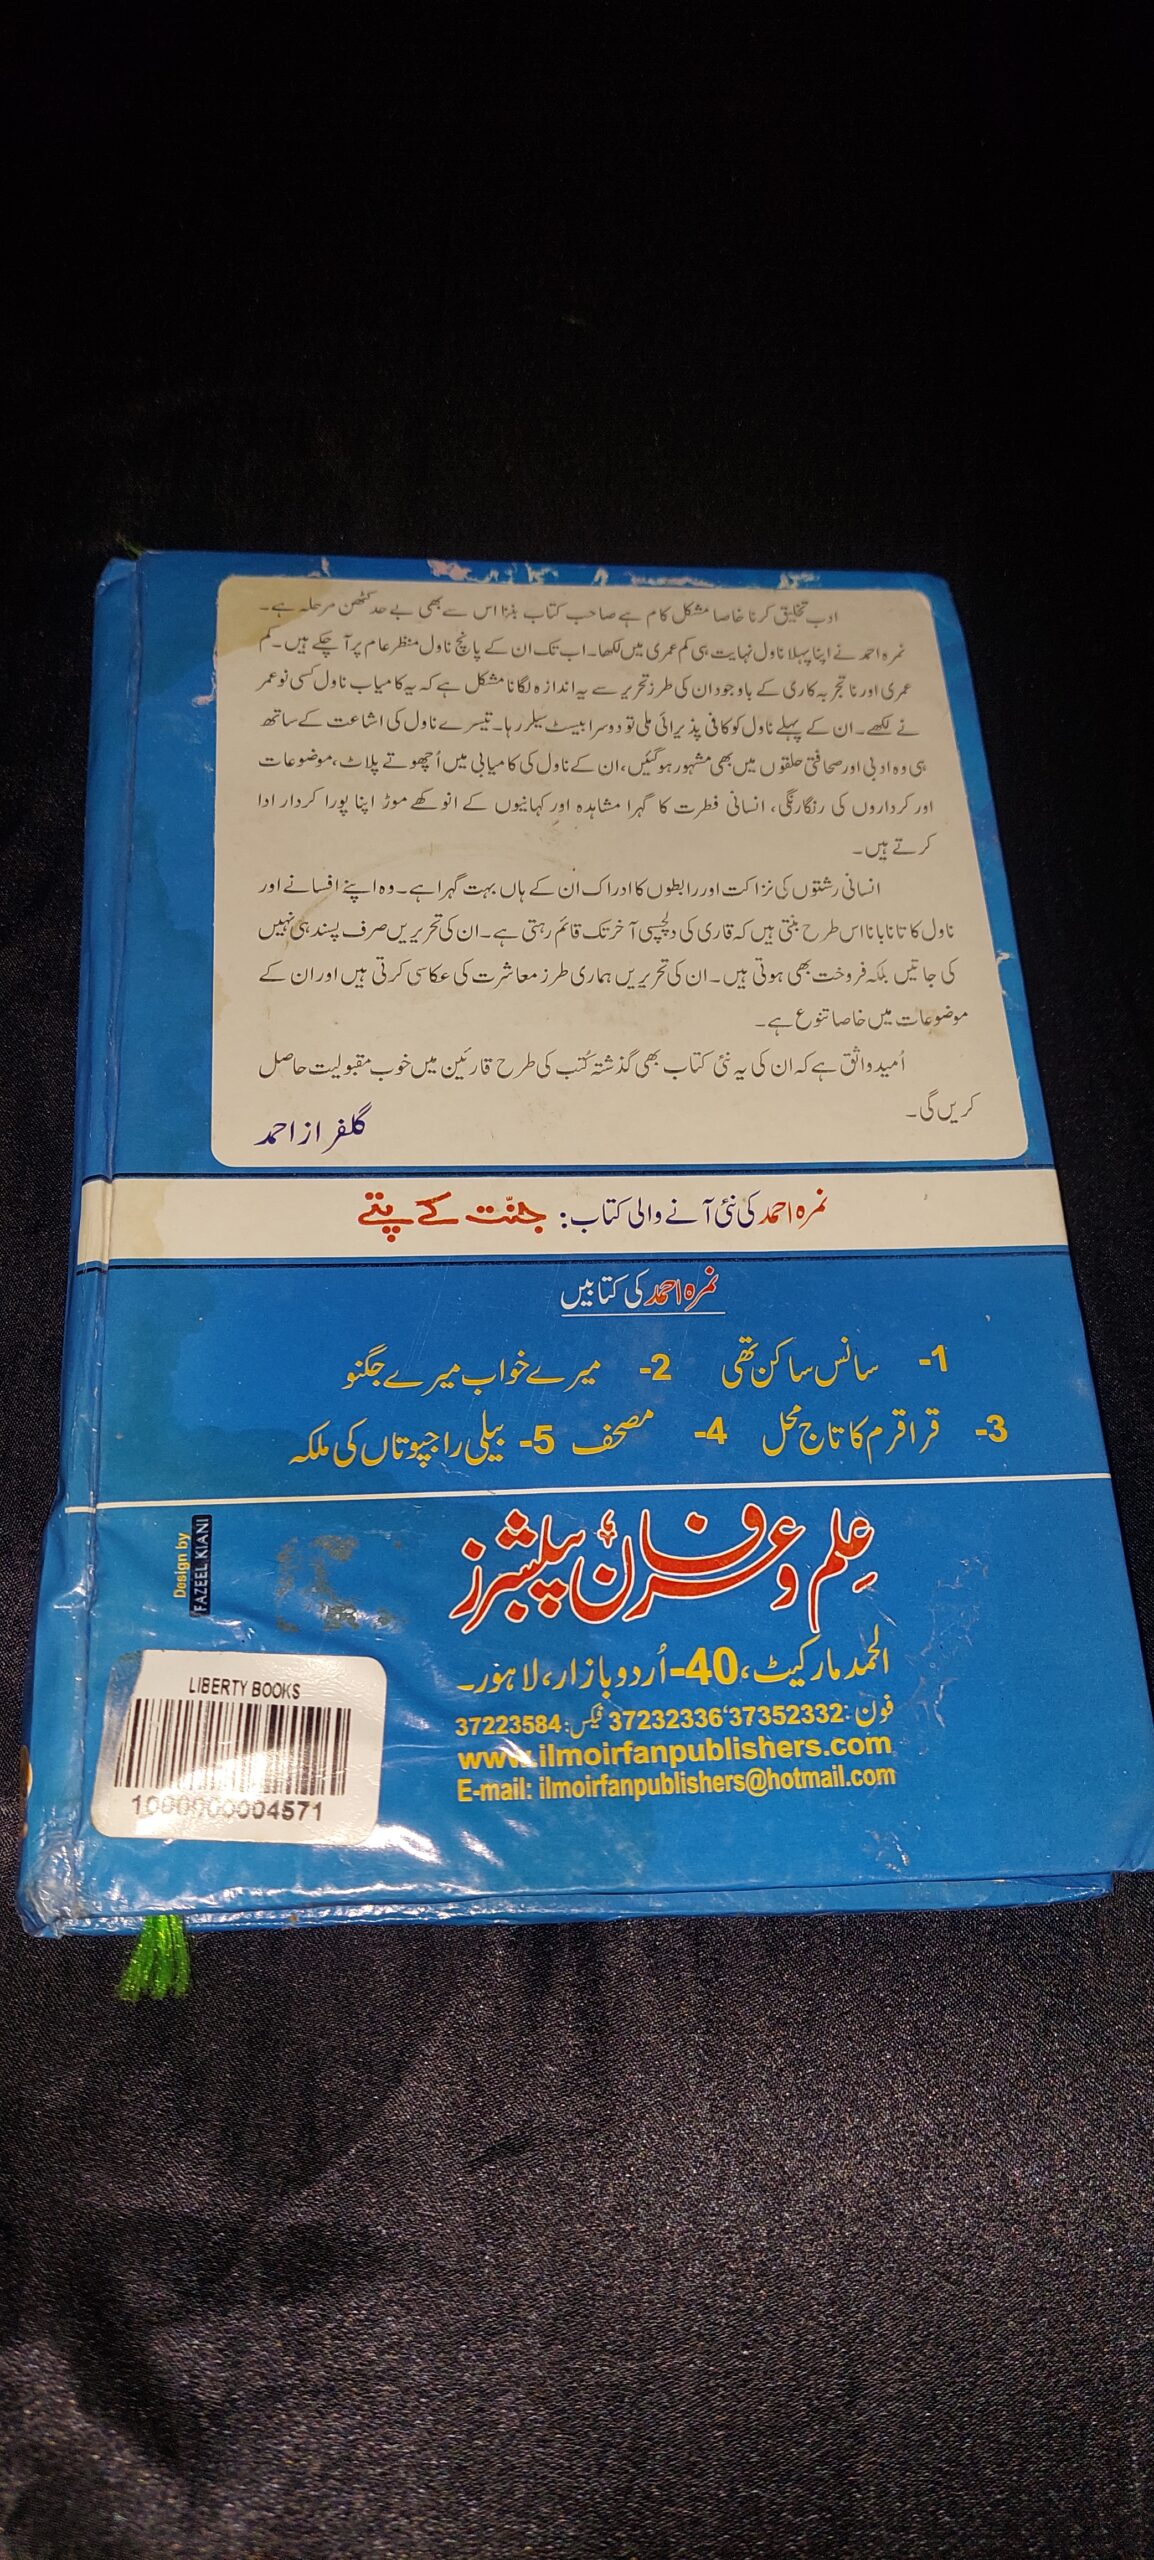 ادب تخلیق کرنا خاصا مشکل کام ہے صاحب کتاب بننا اس سے بھی بے حد کٹھن مرحلہ ہے۔
نمرہ احمد نے اپنا پہلا ناول نہایت ہی کم عمری میں لکھا۔ اب تک ان کے پانچ ناول منظر عام پر آ چکے ہیں۔ کم
عمری اور ناتجربہ کاری کے باوجود ان کی طرز تحریر سے یہ اندازہ لگانا مشکل ہے کہ یہ کامیاب ناول کسی نو عمر
نے لکھے۔ ان کے پہلے ناول کو کافی پذیرائی ملی تو دوسرا بیسٹ سیلر رہا۔ تیسرے ناول کی اشاعت کے ساتھ
ہی وہ ادبی اور صحافتی حلقوں میں بھی مشہور ہو گئیں، ان کے ناول کی کامیابی میں اُچھوتے پلاٹ، موضوعات
اور کرداروں کی رنگارنگی، انسانی فطرت کا گہرا مشاہدہ اور کہانیوں کے انوکھے موڑ اپنا پورا کردار ادا
کرتے ہیں۔
انسانی رشتوں کی نزاکت اور رابطوں کا ادراک ان کے ہاں بہت گہرا ہے۔ وہ اپنے افسانے اور
ناول کا تانا بانا اس طرح بنتی ہیں کہ قاری کی دلچسپی آخر تک قائم رہتی ہے۔ ان کی تحریریں صرف پسند ہی نہیں
کی جاتیں بلکہ فروخت بھی ہوتی ہیں۔ ان کی تحریریں ہماری طرز معاشرت کی عکاسی کرتی ہیں اور ان کے
موضوعات میں خاصا تنوع ہے۔
اُمید واثق ہے کہ ان کی یہ نئی کتاب بھی گذشتہ کُتب کی طرح قارئین میں خوب مقبولیت حاصل
کریں گی۔
گلفراز احمد
نمرہ احمد کی نئی آنے والی کتاب: جنّت کے پتے
نمرہ احمد کی کتابیں
1- سانس ساکن تھی 2- میرے خواب میرے جگنو
3- قراقرم کا تاج محل 4- مصحف 5- بیلی راجپوتاں کی ملکہ
Design by
FAZEEL KIANI
علم و عرفان پبلشرز
الحمد مارکیٹ، 40-اُردو بازار، لاہور۔
فون: 37352332'37232336 فیکس: 37223584
www.ilmoirfanpublishers.com
E-mail: ilmoirfanpublishers@hotmail.com
LIBERTY BOOKS
1000000004571